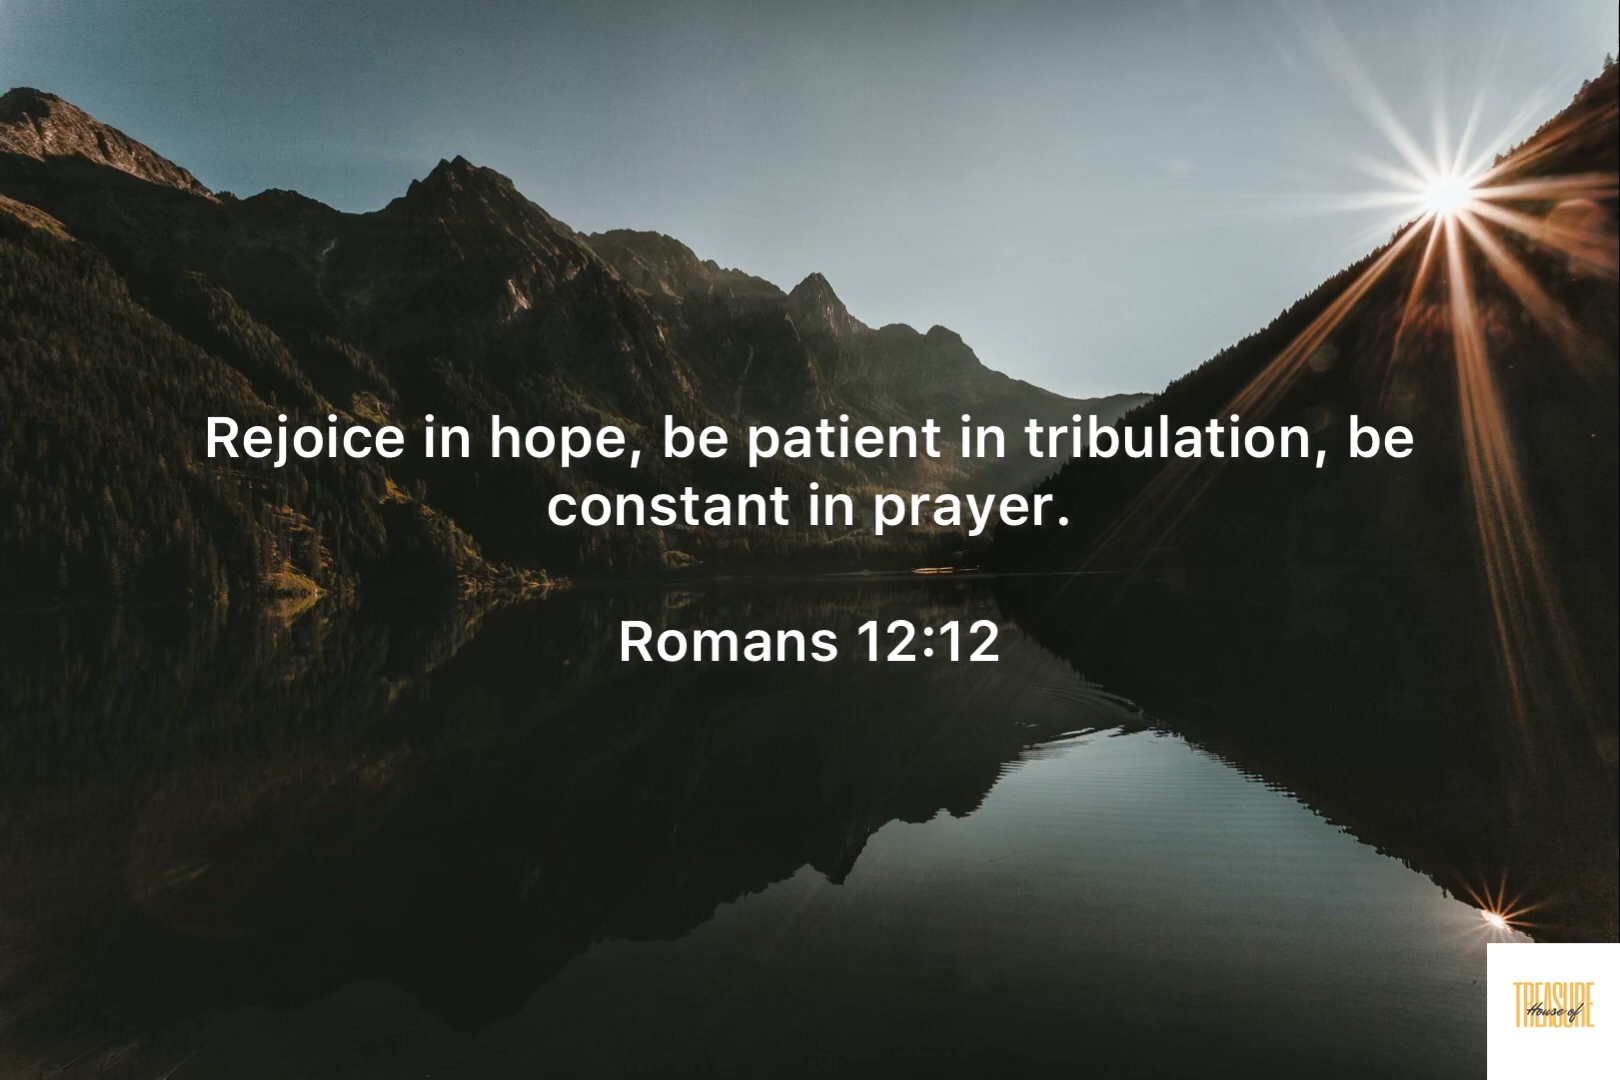 Rejoice in hope, be patient in tribulation, be
constant in prayer.
Romans 12:12
TREASURE
House of